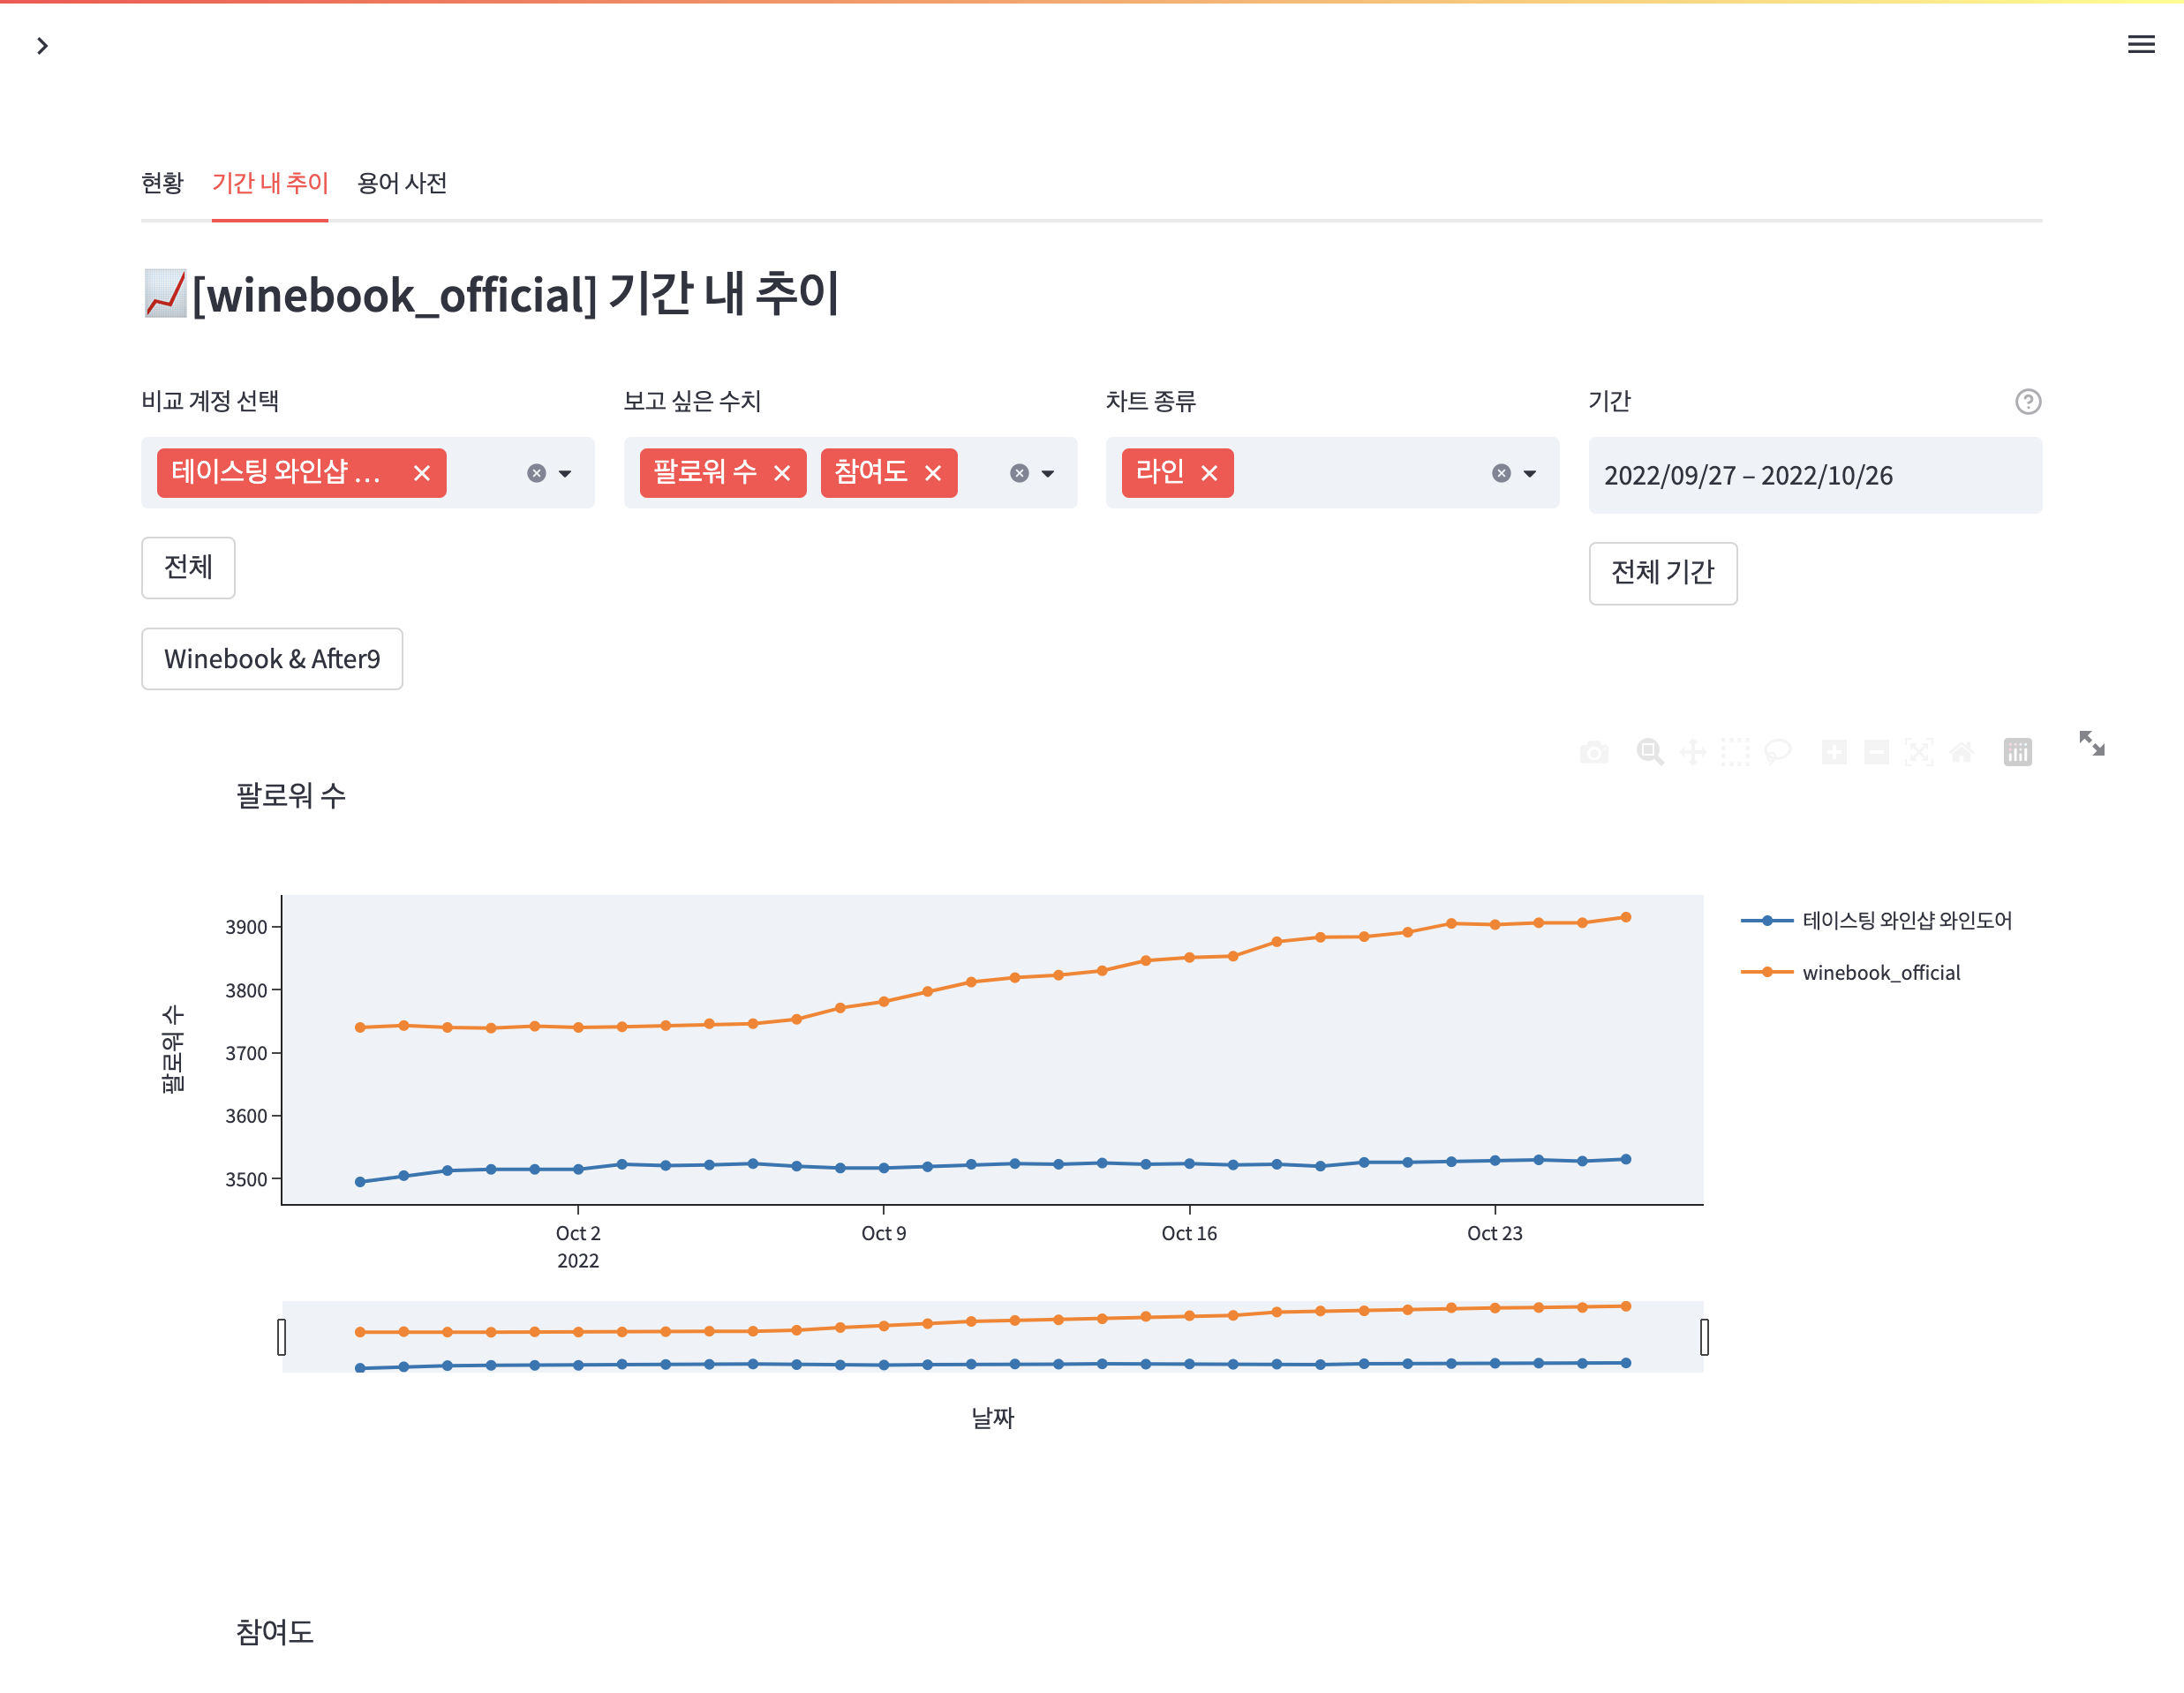 현황 기간 내 추이 용어 사전
[winebook_official] 기간 내 추이
비교 계정 선택 보고 싶은 수치 차트 종류 기간
테이스팅 와인샵 ... 팔로워 수 참여도 라인 2022/09/27 – 2022/10/26
전체 전체 기간
Winebook & After9
팔로워 수
팔로워 수
3900
3800
3700
3600
3500
Oct 2 Oct 9 Oct 16 Oct 23
2022
테이스팅 와인샵 와인도어
winebook_official
날짜
참여도